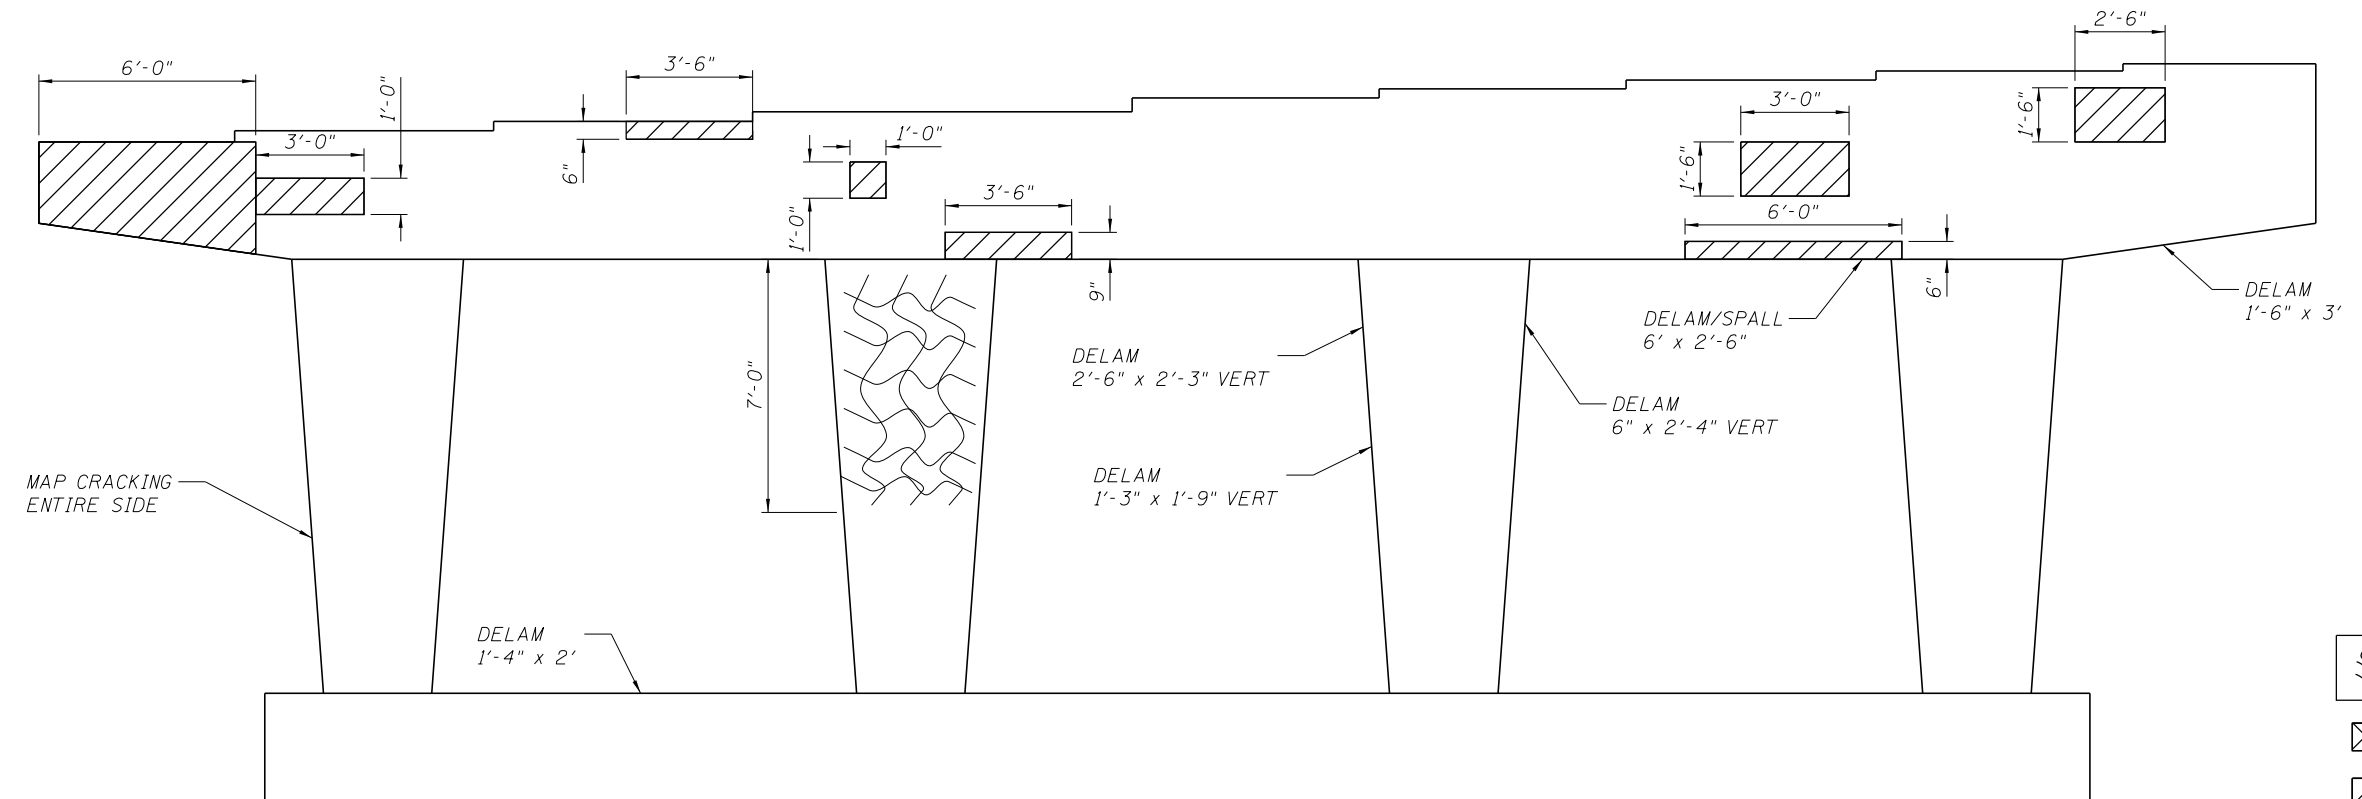 2'-6"
6'-0"
3'-6"
1'-0"
3'-0"
1'-0"
3'-0"
1'-6"
6"
1'-6"
3'-6"
1'-0"
6'-0"
9"
6"
DELAM
1'-6" x 3'
DELAM/SPALL
6' x 2'-6"
DELAM
2'-6" x 2'-3" VERT
7'-0"
DELAM
6" x 2'-4" VERT
DELAM
1'-3" x 1'-9" VERT
MAP CRACKING
ENTIRE SIDE
DELAM
1'-4" x 2'